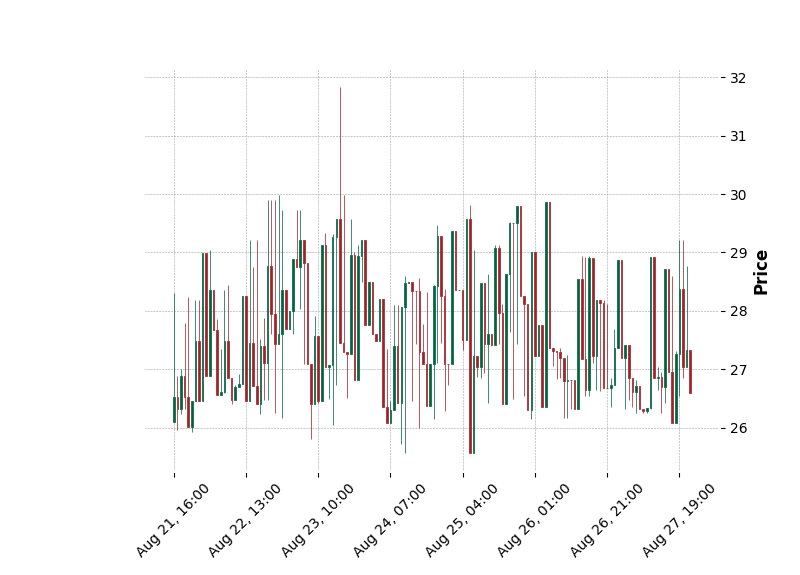 32
31
30
29
28
27
26
Price
Aug 21, 16:00
Aug 22, 13:00
Aug 23, 10:00
Aug 24, 07:00
Aug 25, 04:00
Aug 26, 01:00
Aug 26, 21:00
Aug 27, 19:00